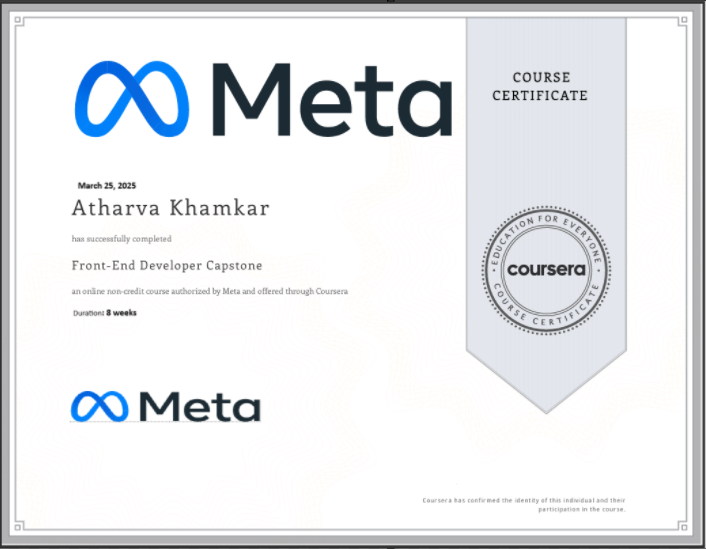 Meta
COURSE
CERTIFICATE
March 25, 2025
Atharva Khamkar
has successfully completed
Front-End Developer Capstone
an online non-credit course authorized by Meta and offered through Coursera
Duration: 8 weeks
EDUCATION FOR EVERYONE
coursera
COURSE CERTIFICATE
Meta
Coursera has confirmed the identity of this individual and their
participation in the course.